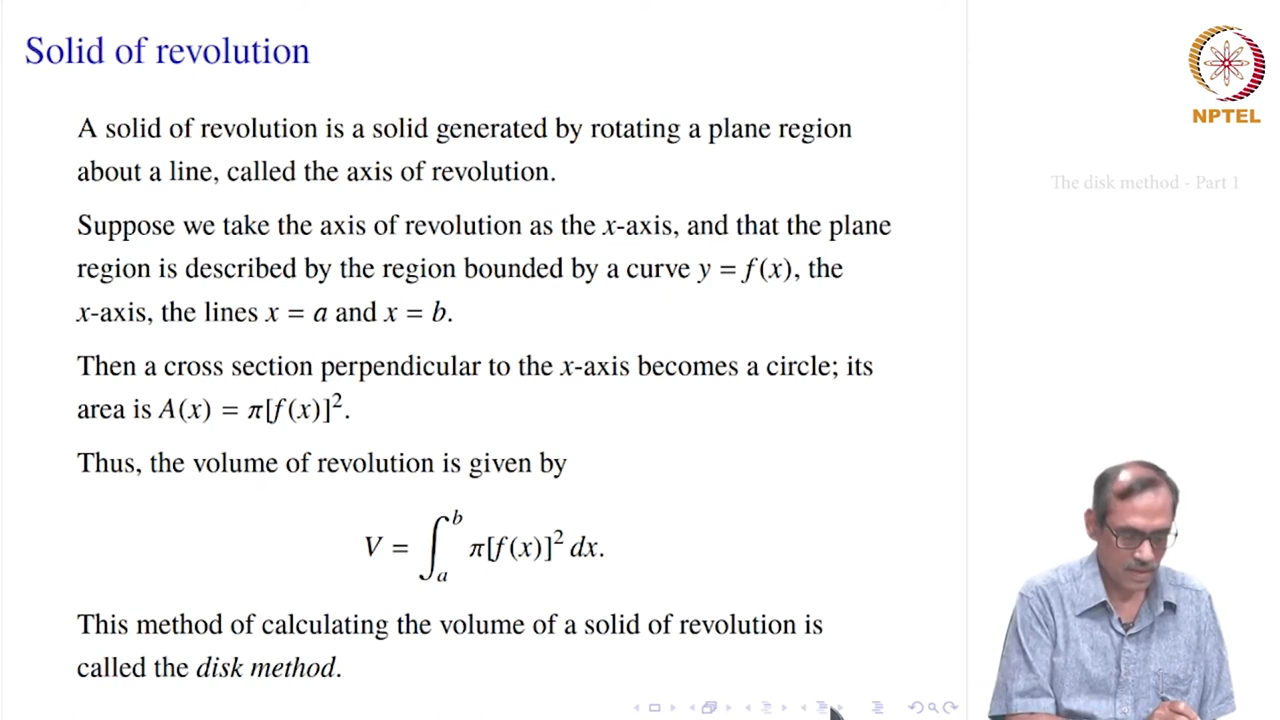 Solid of revolution
A solid of revolution is a solid generated by rotating a plane region
about a line, called the axis of revolution.
Suppose we take the axis of revolution as the x-axis, and that the plane
region is described by the region bounded by a curve y = f(x), the
x-axis, the lines x = a and x = b.
Then a cross section perpendicular to the x-axis becomes a circle; its
area is A(x) = π[f(x)]².
Thus, the volume of revolution is given by
V = ∫_a^b π[f(x)]² dx.
This method of calculating the volume of a solid of revolution is
called the disk method.
NPTEL
The disk method - Part 1